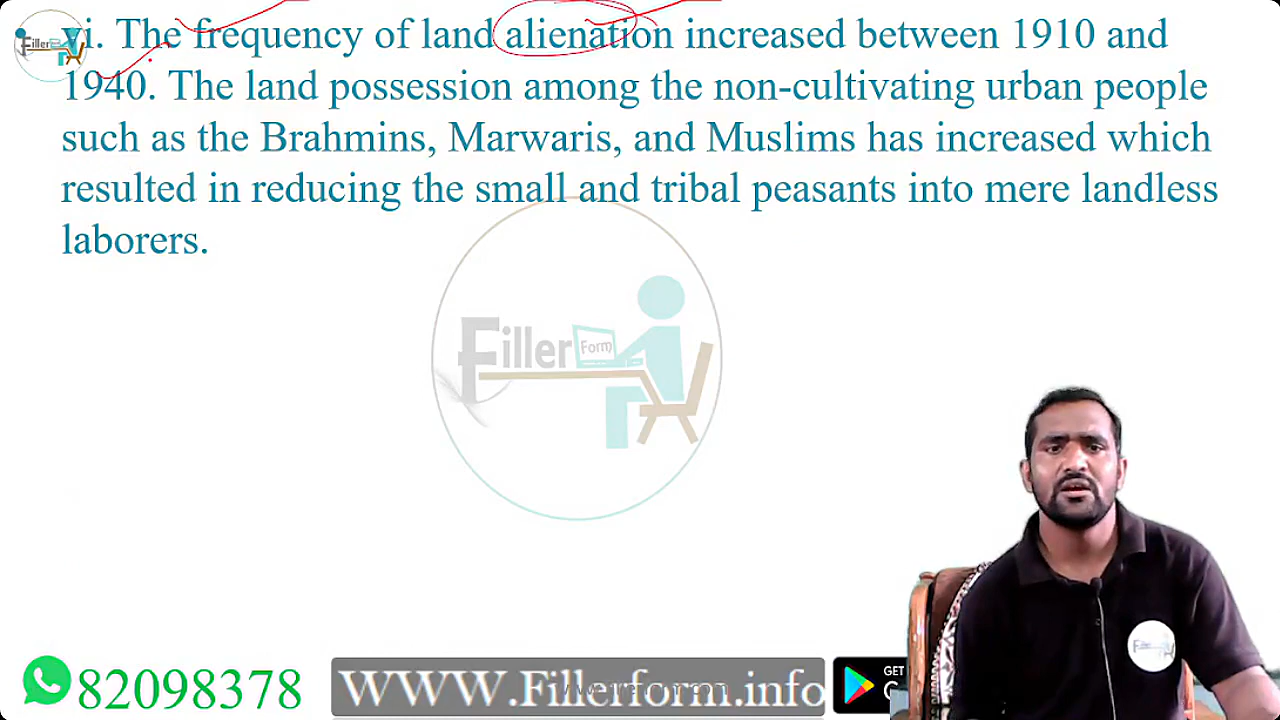 vi. The frequency of land alienation increased between 1910 and
1940. The land possession among the non-cultivating urban people
such as the Brahmins, Marwaris, and Muslims has increased which
resulted in reducing the small and tribal peasants into mere landless
laborers.
Filler Form
82098378
WWW.Fillerform.info
GET